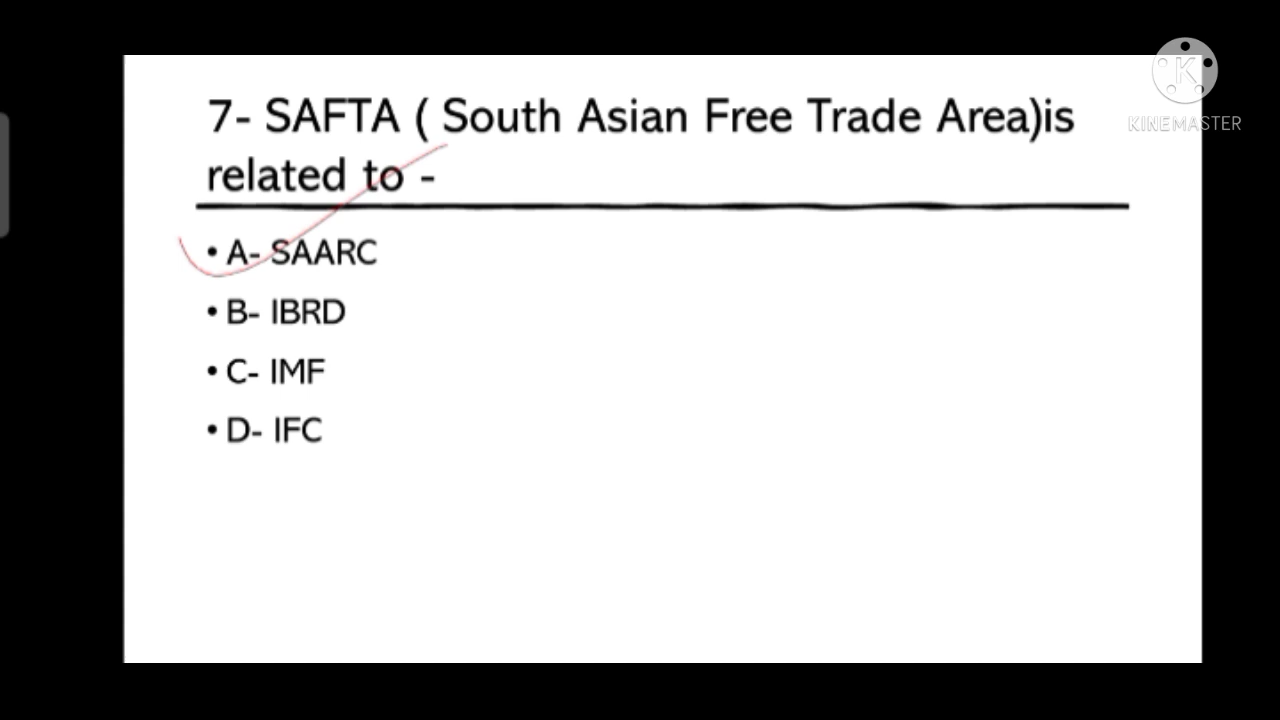 K
KINEMASTER
7- SAFTA ( South Asian Free Trade Area)is
related to -
• A- SAARC
• B- IBRD
• C- IMF
• D- IFC